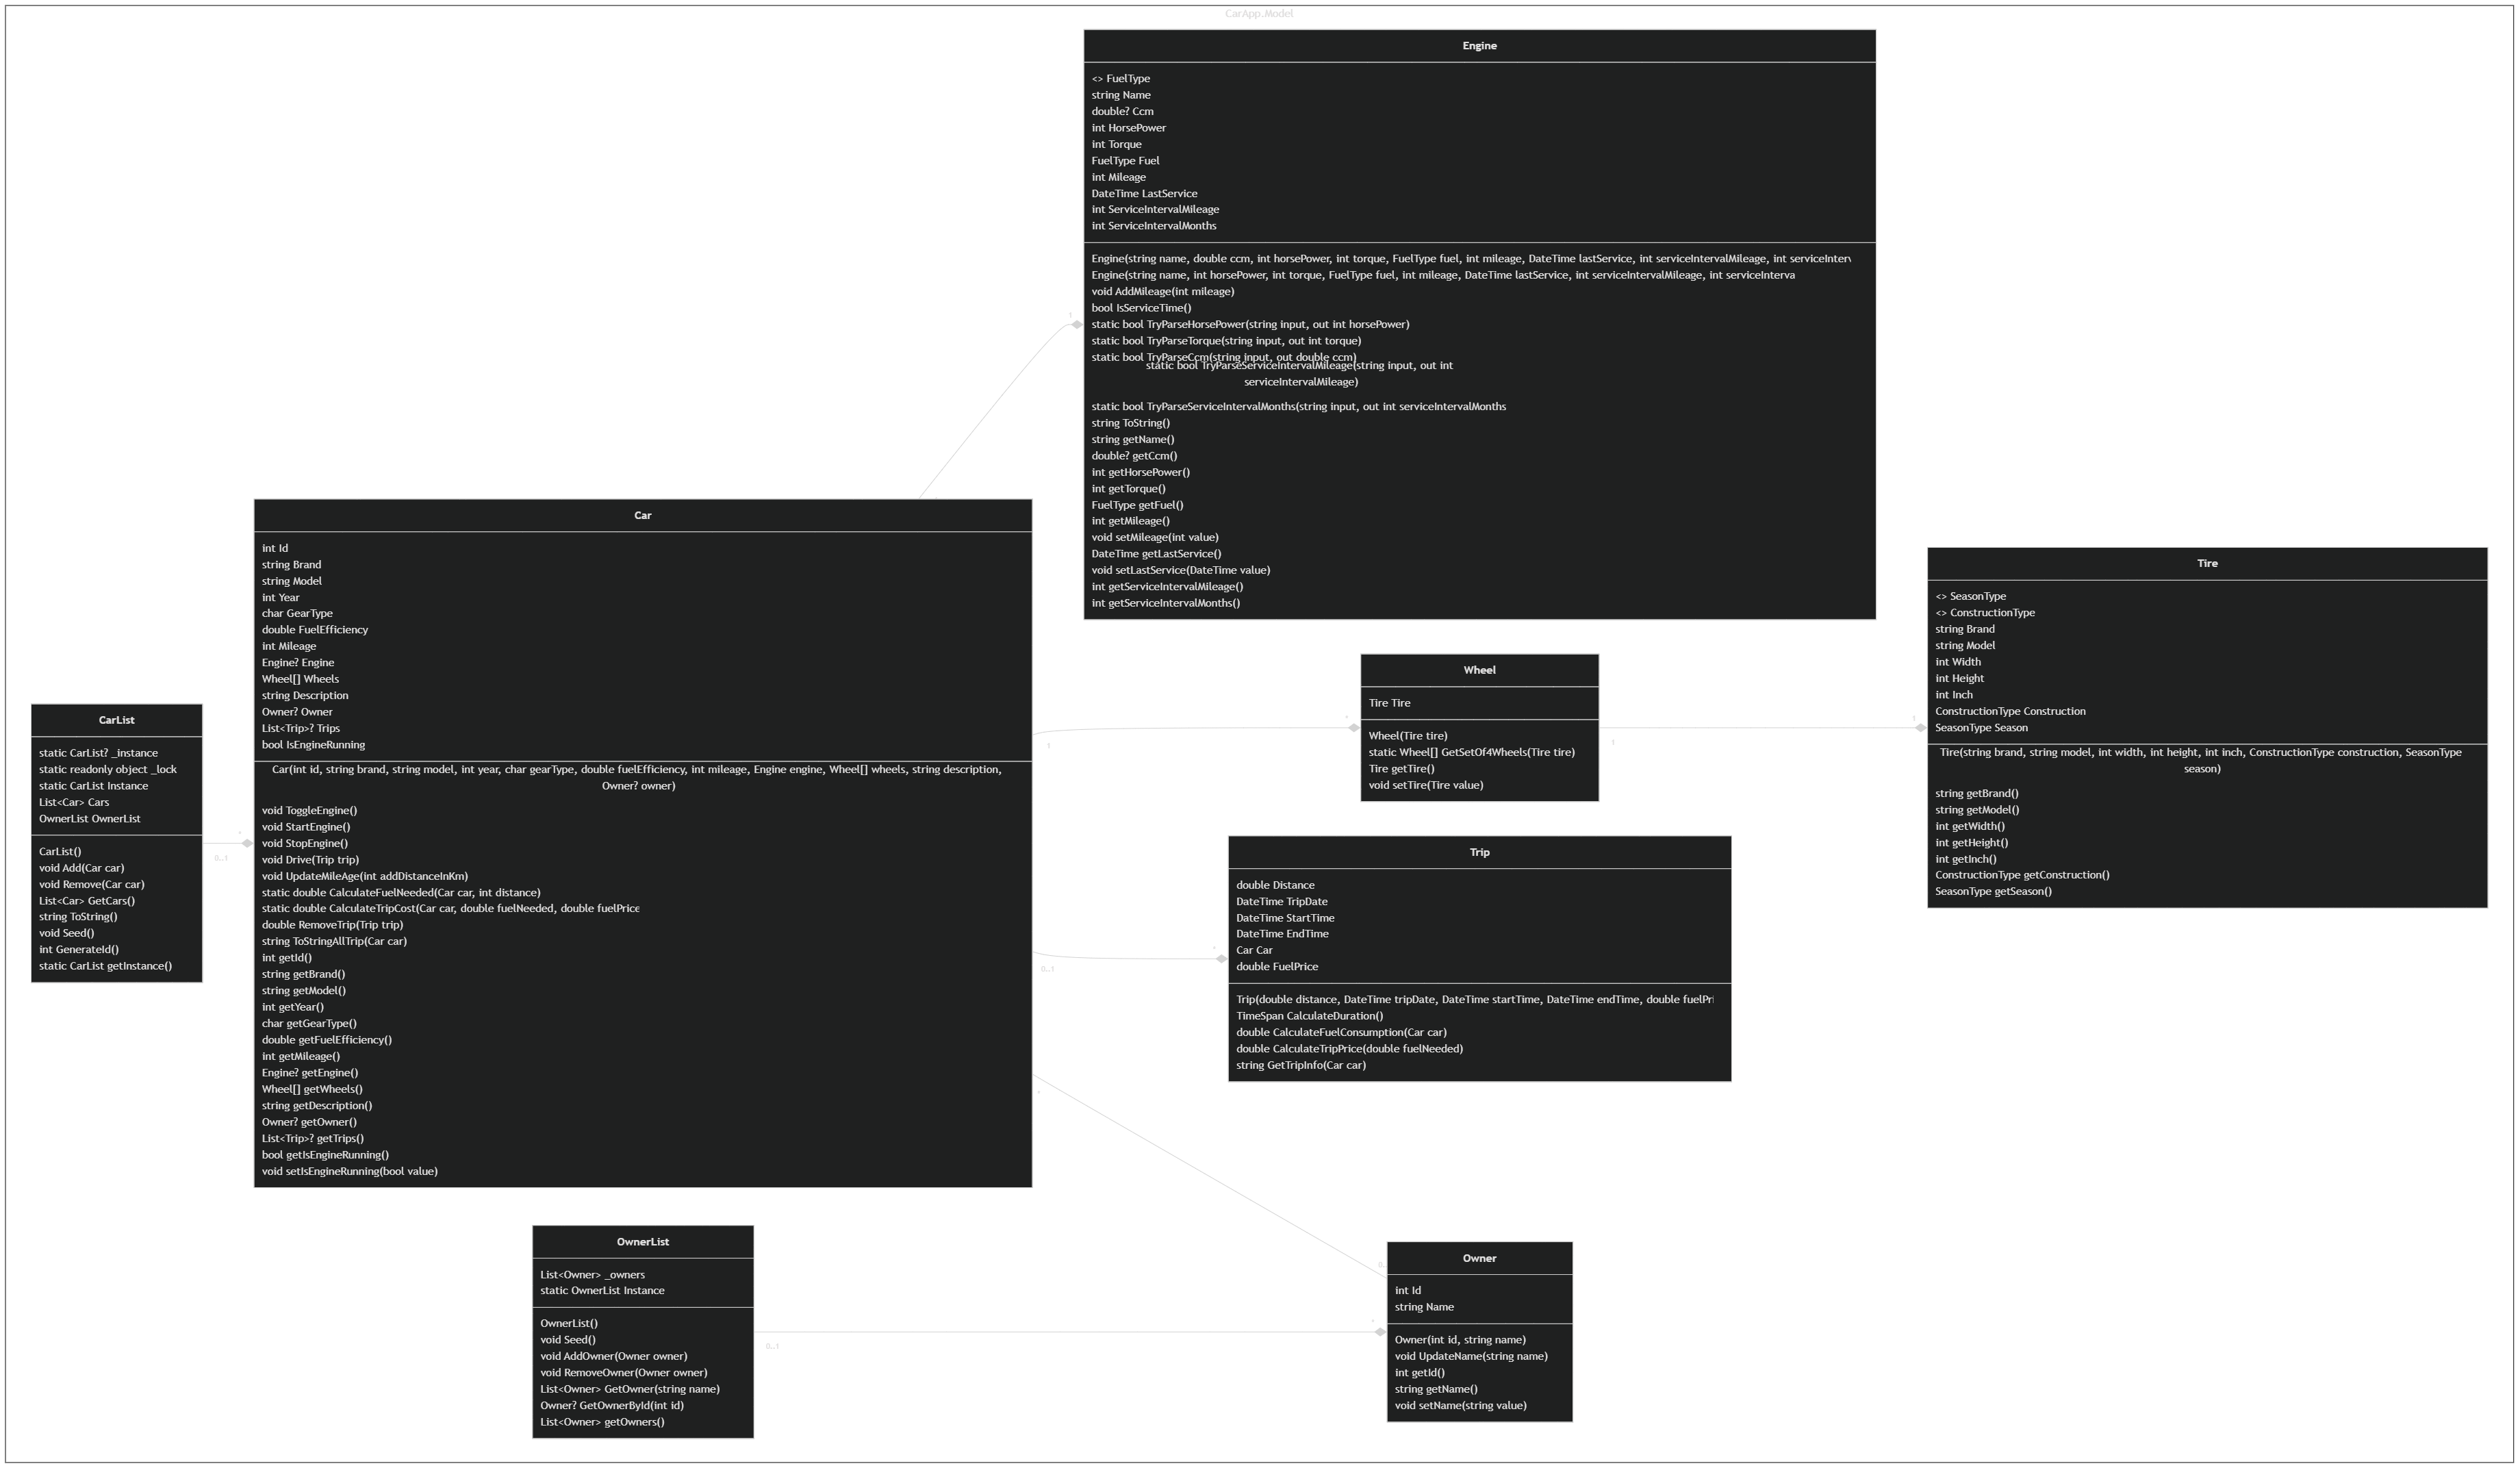 CarApp.Model
Engine
<> FuelType
string Name
double? Ccm
int HorsePower
int Torque
FuelType Fuel
int Mileage
DateTime LastService
int ServiceIntervalMileage
int ServiceIntervalMonths
Engine(string name, double ccm, int horsePower, int torque, FuelType fuel, int mileage, DateTime lastService, int serviceIntervalMileage, int serviceInterv
Engine(string name, int horsePower, int torque, FuelType fuel, int mileage, DateTime lastService, int serviceIntervalMileage, int serviceInterva
void AddMileage(int mileage)
bool IsServiceTime()
static bool TryParseHorsePower(string input, out int horsePower)
static bool TryParseTorque(string input, out int torque)
static bool TryParseCcm(string input, out double ccm)
static bool TryParseServiceIntervalMileage(string input, out int
serviceIntervalMileage)
static bool TryParseServiceIntervalMonths(string input, out int serviceIntervalMonths
string ToString()
string getName()
double? getCcm()
int getHorsePower()
int getTorque()
FuelType getFuel()
int getMileage()
void setMileage(int value)
DateTime getLastService()
void setLastService(DateTime value)
int getServiceIntervalMileage()
int getServiceIntervalMonths()
1
Car
int Id
string Brand
string Model
int Year
char GearType
double FuelEfficiency
int Mileage
Engine? Engine
Wheel[] Wheels
string Description
Owner? Owner
List<Trip>? Trips
bool IsEngineRunning
Car(int id, string brand, string model, int year, char gearType, double fuelEfficiency, int mileage, Engine engine, Wheel[] wheels, string description,
Owner? owner)
void ToggleEngine()
void StartEngine()
void StopEngine()
void Drive(Trip trip)
void UpdateMileAge(int addDistanceInKm)
static double CalculateFuelNeeded(Car car, int distance)
static double CalculateTripCost(Car car, double fuelNeeded, double fuelPrice
double RemoveTrip(Trip trip)
string ToStringAllTrip(Car car)
int getId()
string getBrand()
string getModel()
int getYear()
char getGearType()
double getFuelEfficiency()
int getMileage()
Engine? getEngine()
Wheel[] getWheels()
string getDescription()
Owner? getOwner()
List<Trip>? getTrips()
bool getIsEngineRunning()
void setIsEngineRunning(bool value)
Tire
<> SeasonType
<> ConstructionType
string Brand
string Model
int Width
int Height
int Inch
ConstructionType Construction
SeasonType Season
Tire(string brand, string model, int width, int height, int inch, ConstructionType construction, SeasonType
season)
string getBrand()
string getModel()
int getWidth()
int getHeight()
int getInch()
ConstructionType getConstruction()
SeasonType getSeason()
Wheel
Tire Tire
Wheel(Tire tire)
static Wheel[] GetSetOf4Wheels(Tire tire)
Tire getTire()
void setTire(Tire value)
*
1
1
1
CarList
static CarList? _instance
static readonly object _lock
static CarList Instance
List<Car> Cars
OwnerList OwnerList
CarList()
void Add(Car car)
void Remove(Car car)
List<Car> GetCars()
string ToString()
void Seed()
int GenerateId()
static CarList getInstance()
*
0..1
Trip
double Distance
DateTime TripDate
DateTime StartTime
DateTime EndTime
Car Car
double FuelPrice
Trip(double distance, DateTime tripDate, DateTime startTime, DateTime endTime, double fuelPri
TimeSpan CalculateDuration()
double CalculateFuelConsumption(Car car)
double CalculateTripPrice(double fuelNeeded)
string GetTripInfo(Car car)
*
0..1
*
0..
OwnerList
List<Owner> _owners
static OwnerList Instance
OwnerList()
void Seed()
void AddOwner(Owner owner)
void RemoveOwner(Owner owner)
List<Owner> GetOwner(string name)
Owner? GetOwnerById(int id)
List<Owner> getOwners()
0..1
*
Owner
int Id
string Name
Owner(int id, string name)
void UpdateName(string name)
int getId()
string getName()
void setName(string value)